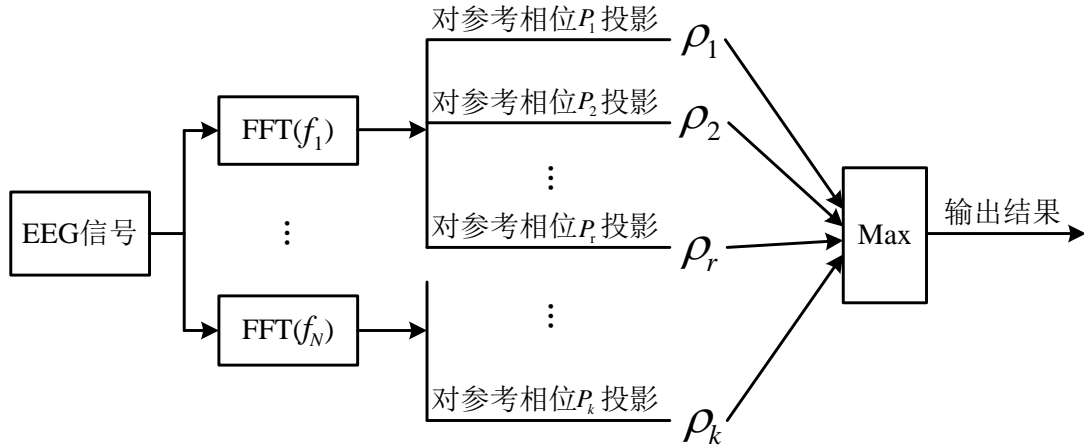 对参考相位P₁投影
ρ₁
对参考相位P₂投影
ρ₂
FFT(f₁)
⋮
对参考相位Pᵣ投影
ρᵣ
EEG信号
⋮
Max
输出结果
FFT(f_N)
⋮
对参考相位Pₖ投影
ρₖ